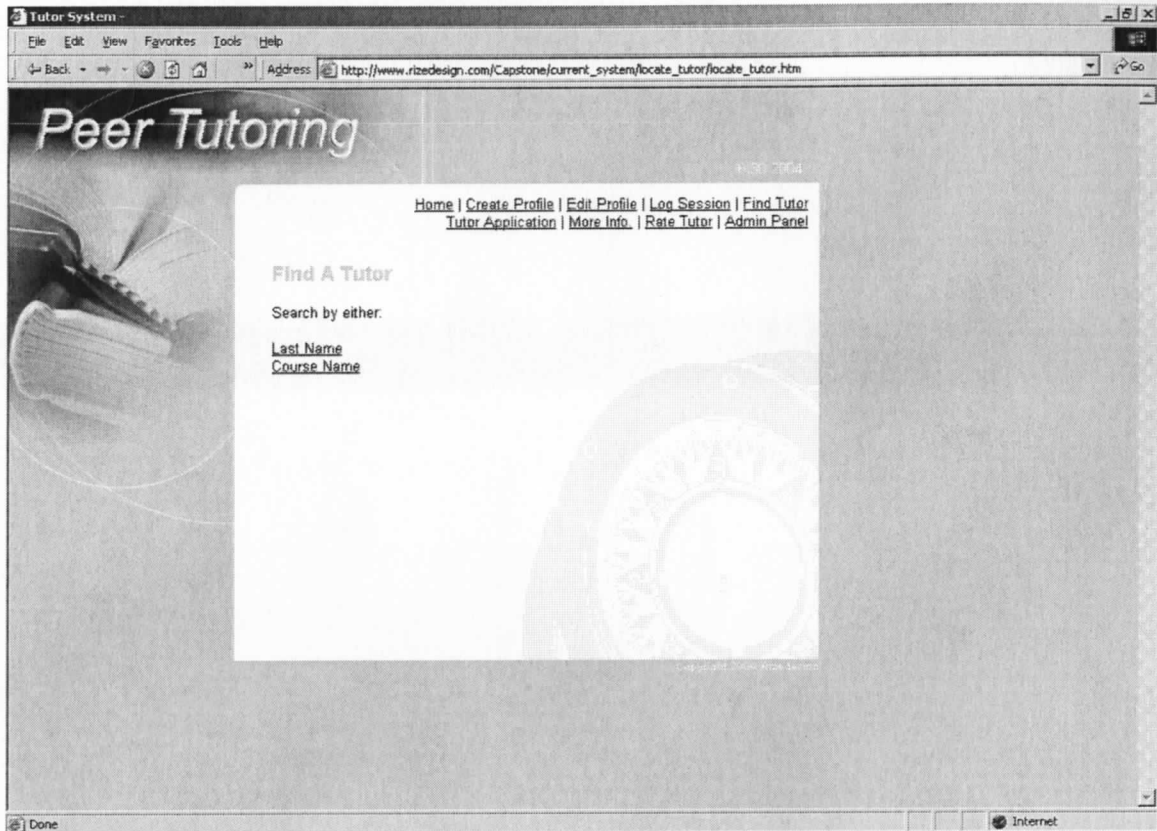 Tutor System -
File Edit View Favorites Tools Help
Back » Address http://www.rizedesign.com/Capstone/current_system/locate_tutor/locate_tutor.htm Go
Peer Tutoring
2004
Home | Create Profile | Edit Profile | Log Session | Find Tutor
Tutor Application | More Info. | Rate Tutor | Admin Panel
Find A Tutor
Search by either:
Last Name
Course Name
Copyright
Done Internet